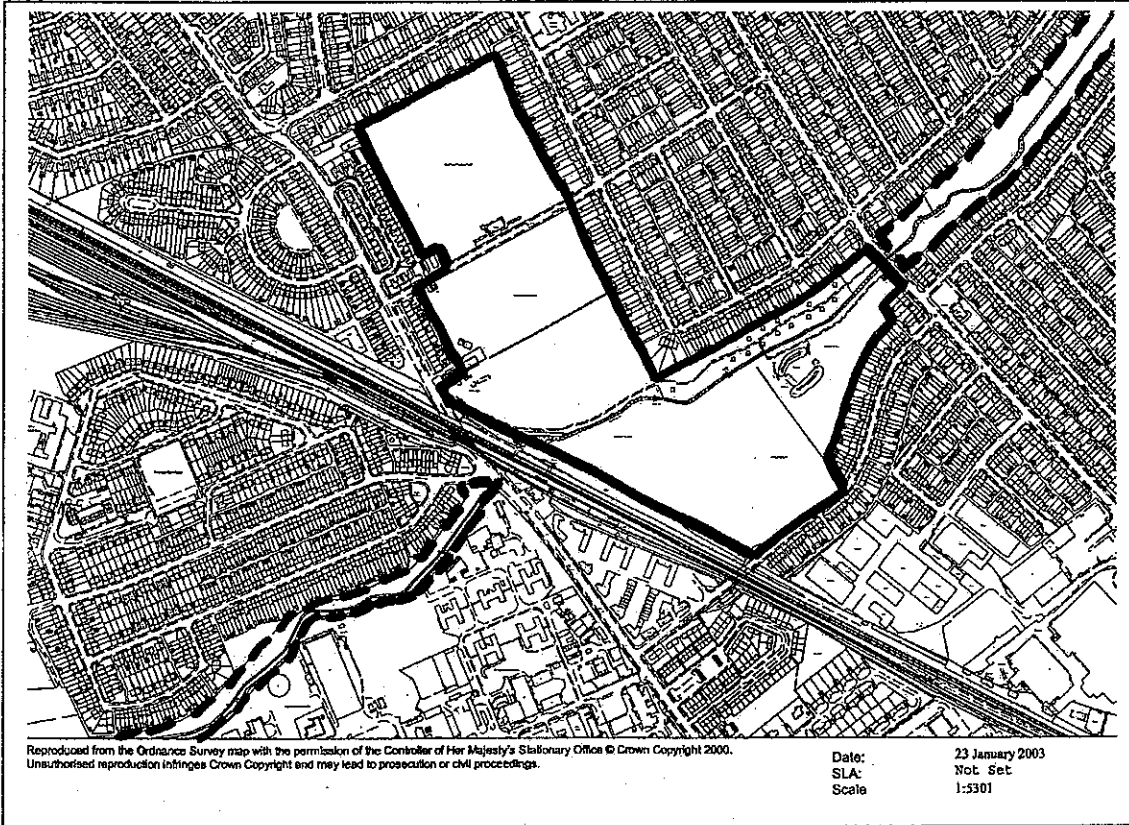 Reproduced from the Ordnance Survey map with the permission of the Controller of Her Majesty's Stationary Office © Crown Copyright 2000.
Unauthorised reproduction infringes Crown Copyright and may lead to prosecution or civil proceedings.
Date: 23 January 2003
SLA: Not Set
Scale 1:5301